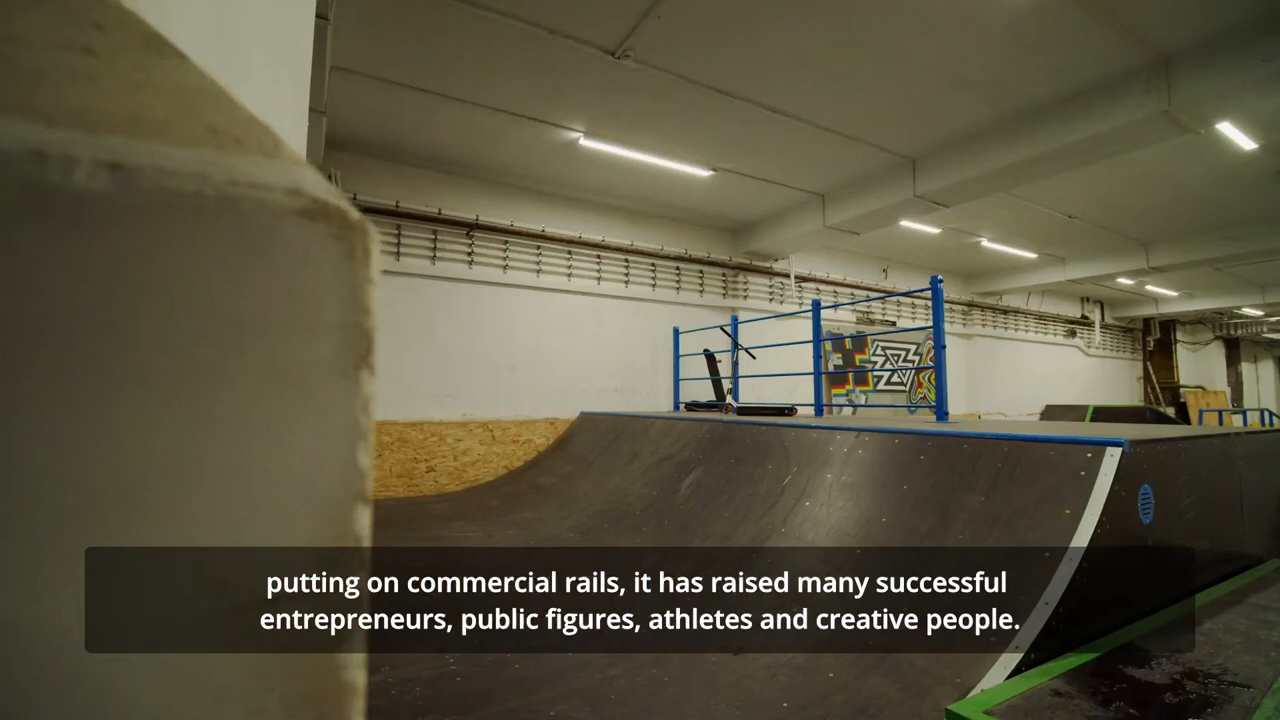 putting on commercial rails, it has raised many successful
entrepreneurs, public figures, athletes and creative people.